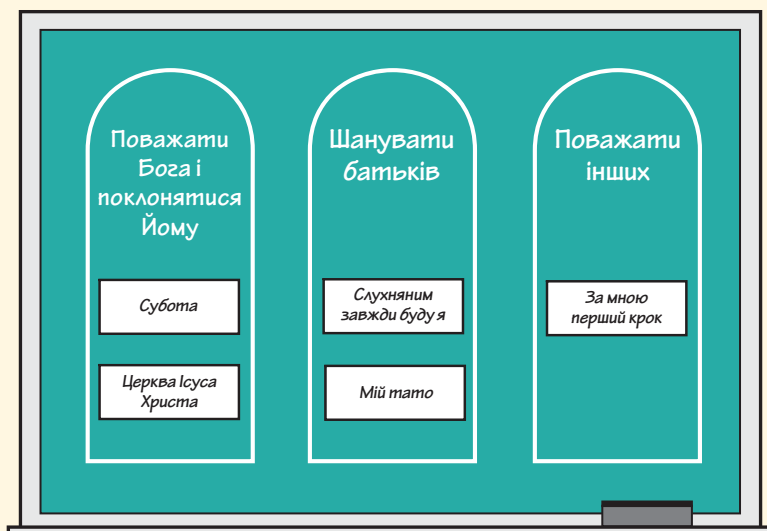 Поважати
Бога і
поклонятися
Йому
Субота
Церква Ісуса
Христа
Шанувати
батьків
Слухняним
завжди буду я
Мій тато
Поважати
інших
За мною
перший крок